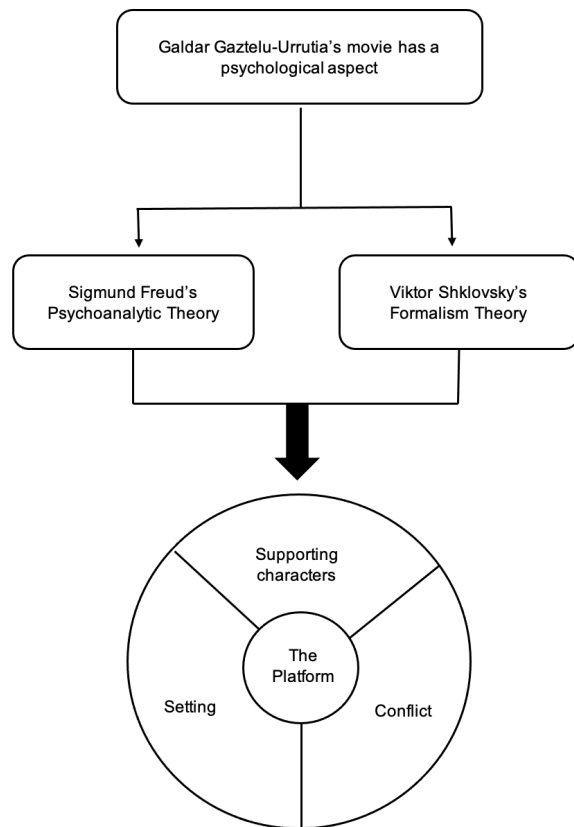 Galdar Gaztelu-Urrutia’s movie has a
psychological aspect
Sigmund Freud’s
Psychoanalytic Theory
Viktor Shklovsky’s
Formalism Theory
Supporting
characters
The
Platform
Setting
Conflict